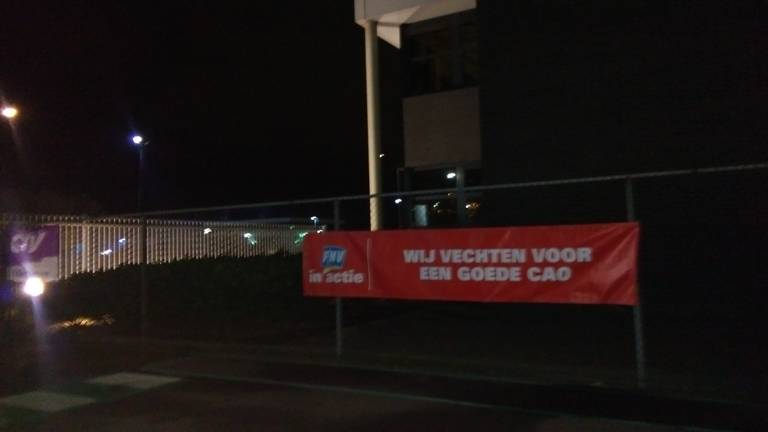 FNV
in actie
WIJ VECHTEN VOOR
EEN GOEDE CAO